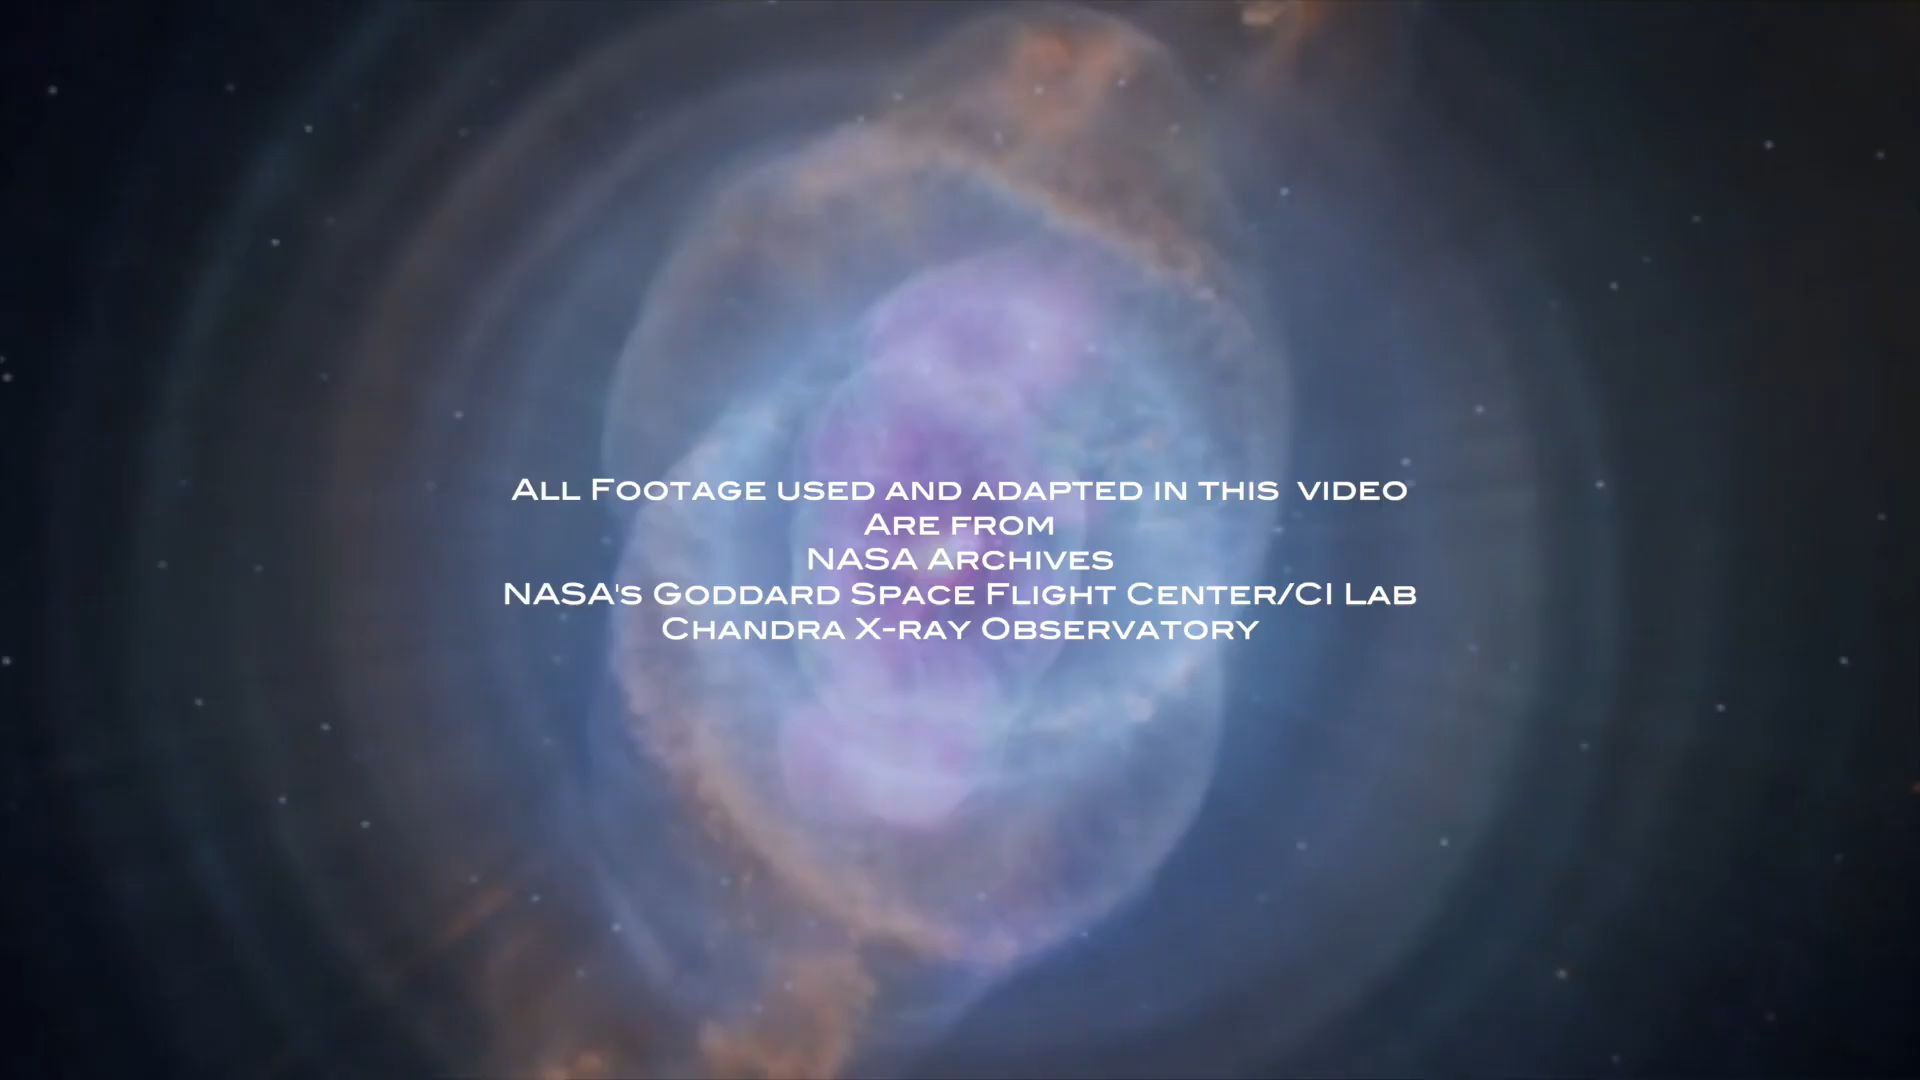 All Footage used and adapted in this video
Are from
NASA Archives
NASA's Goddard Space Flight Center/CI Lab
Chandra X-ray Observatory